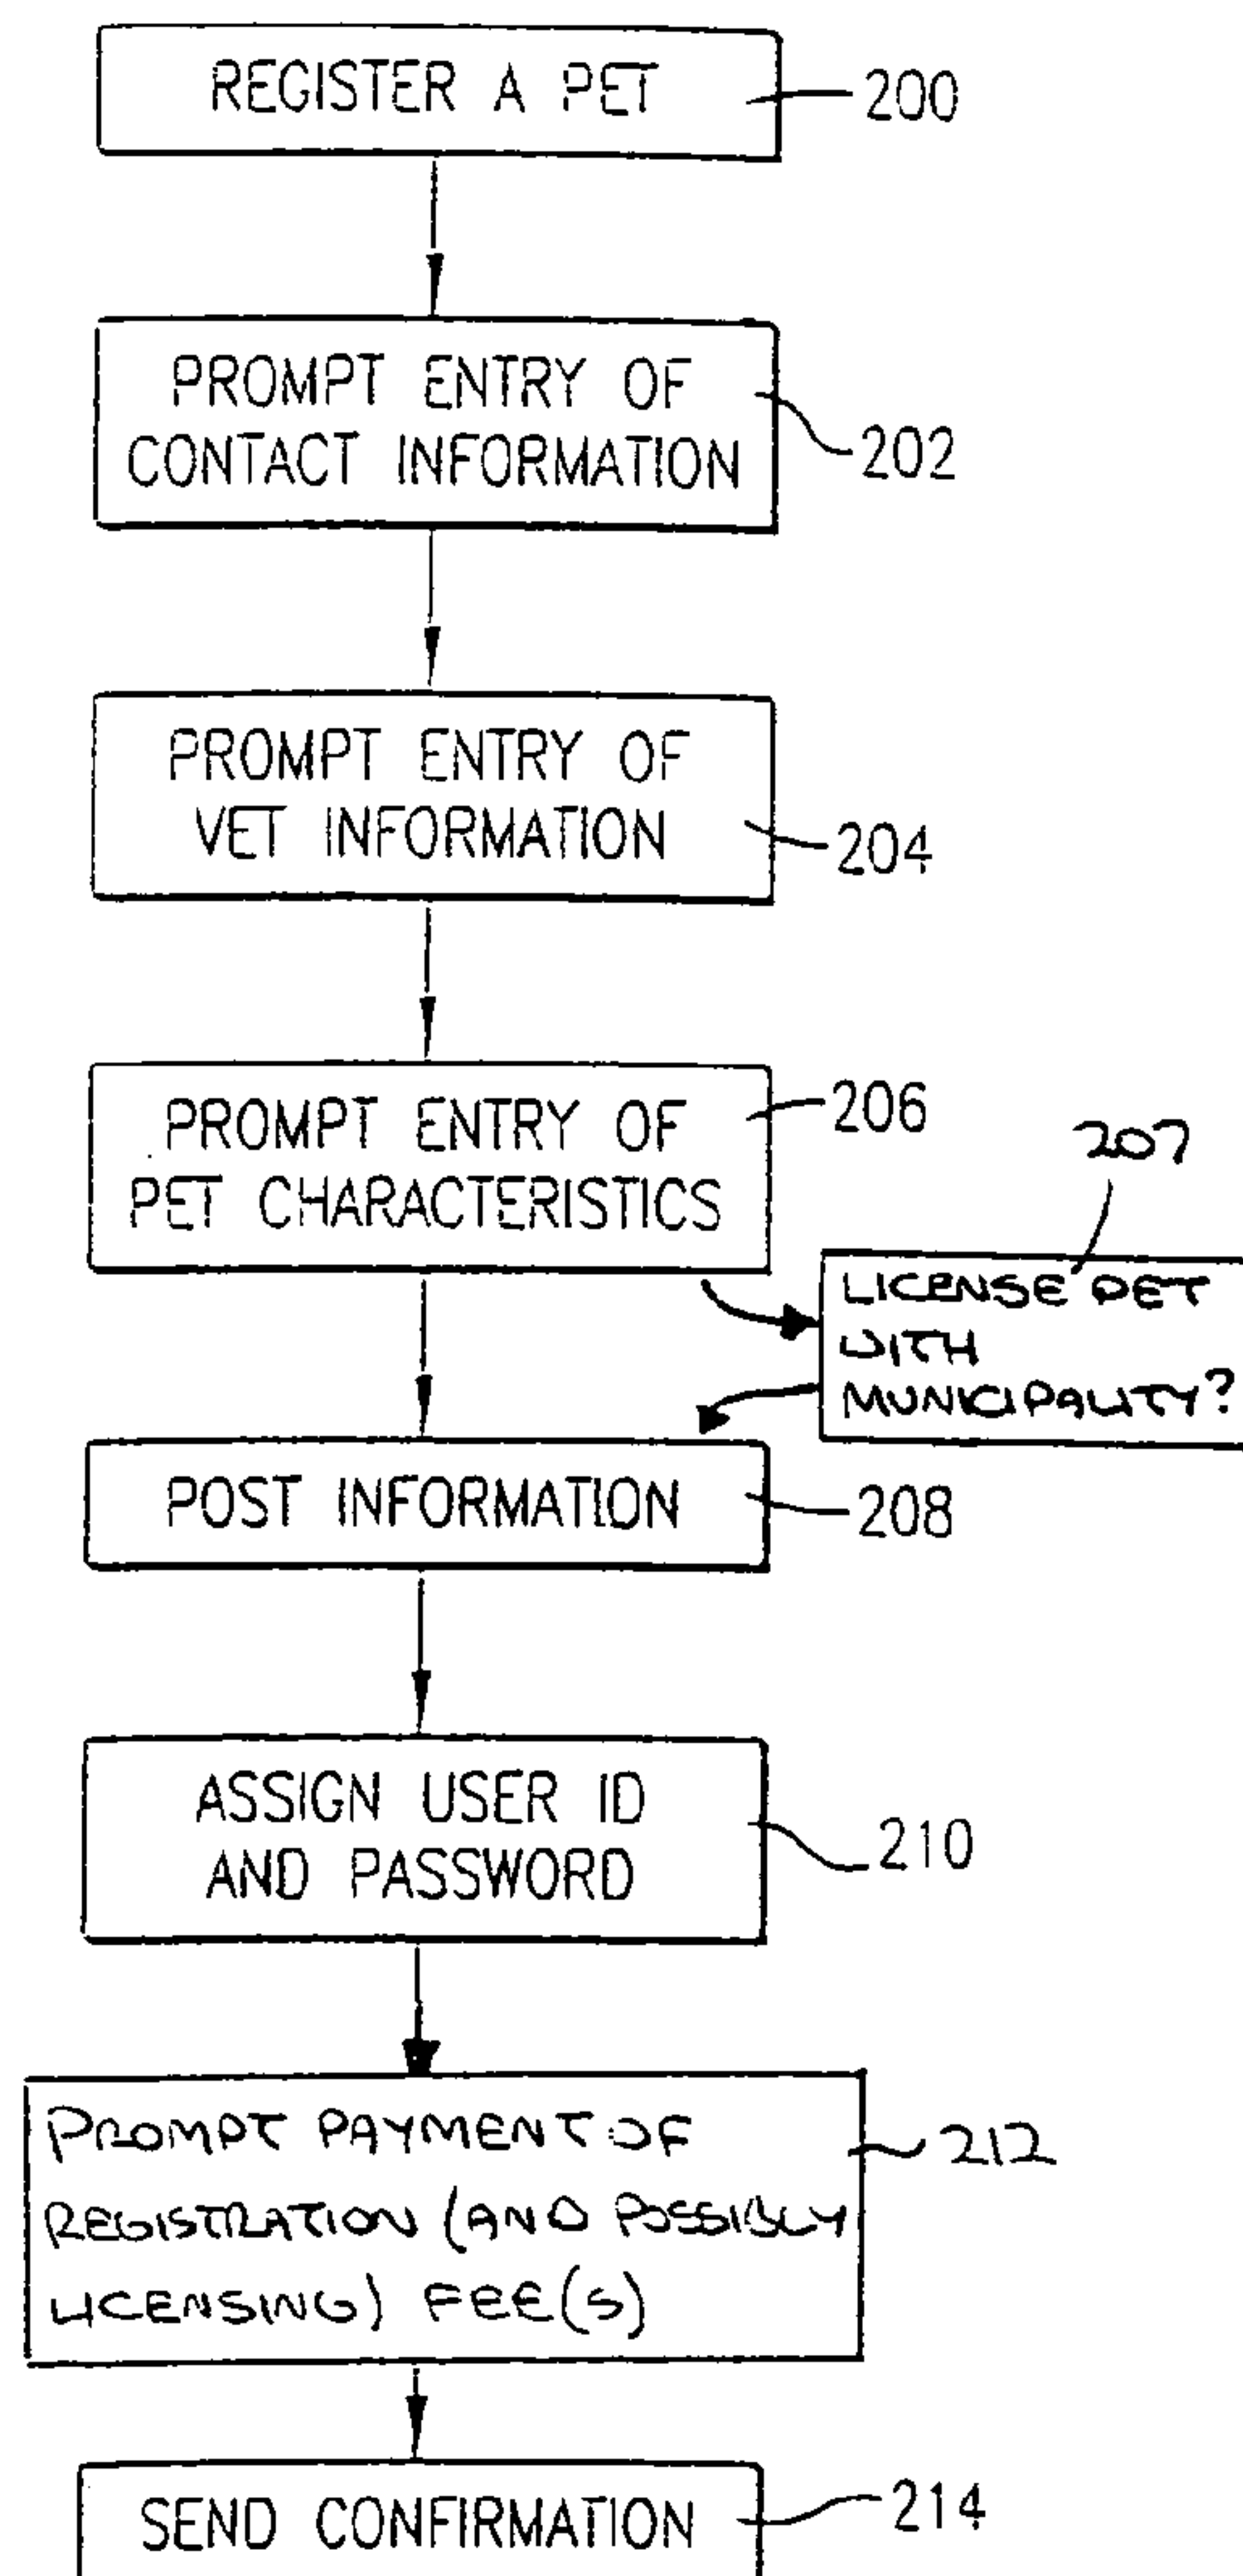 REGISTER A PET
200
PROMPT ENTRY OF
CONTACT INFORMATION
202
PROMPT ENTRY OF
VET INFORMATION
204
PROMPT ENTRY OF
PET CHARACTERISTICS
206
207
LICENSE PET
WITH
MUNICIPALITY?
POST INFORMATION
208
ASSIGN USER ID
AND PASSWORD
210
PROMPT PAYMENT OF
REGISTRATION (AND POSSIBLY
LICENSING) FEE(S)
212
SEND CONFIRMATION
214